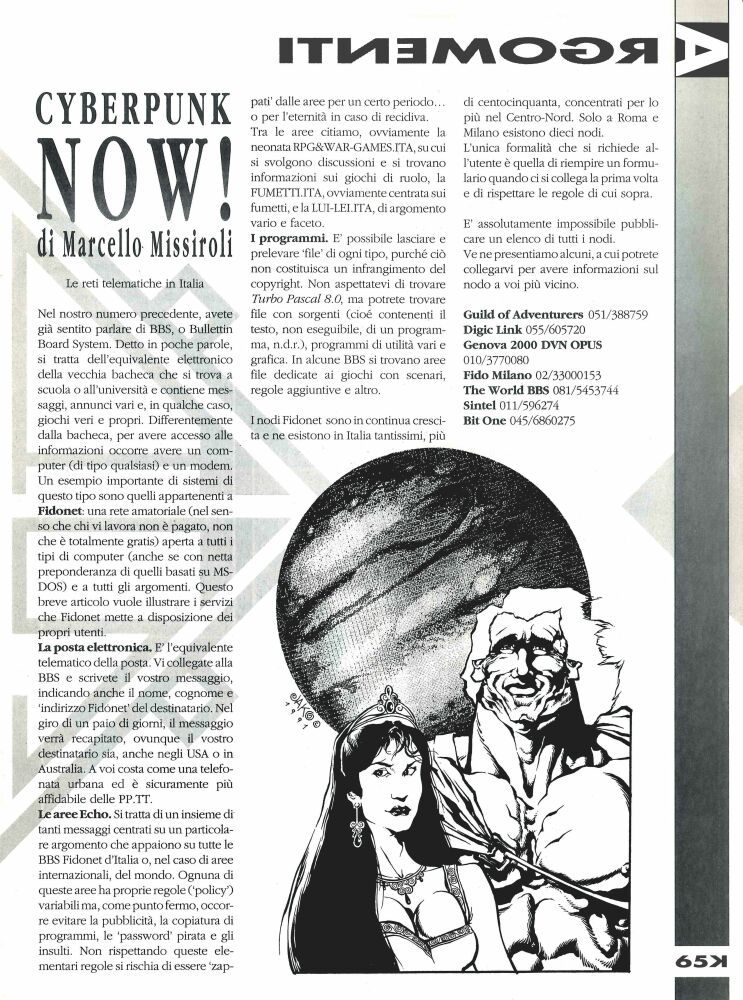 ARGOMENTI
CYBERPUNK
NOW!
di Marcello Missiroli
Le reti telematiche in Italia
Nel nostro numero precedente, avete
già sentito parlare di BBS, o Bulletin
Board System. Detto in poche parole,
si tratta dell'equivalente elettronico
della vecchia bacheca che si trova a
scuola o all'università e contiene mes-
saggi, annunci vari e, in qualche caso,
giochi veri e propri. Differentemente
dalla bacheca, per avere accesso alle
informazioni occorre avere un com-
puter (di tipo qualsiasi) e un modem.
Un esempio importante di sistemi di
questo tipo sono quelli appartenenti a
Fidonet: una rete amatoriale (nel sen-
so che chi vi lavora non è pagato, non
che è totalmente gratis) aperta a tutti i
tipi di computer (anche se con netta
preponderanza di quelli basati su MS-
DOS) e a tutti gli argomenti. Questo
breve articolo vuole illustrare i servizi
che Fidonet mette a disposizione dei
propri utenti.
La posta elettronica. E' l'equivalente
telematico della posta. Vi collegate alla
BBS e scrivete il vostro messaggio,
indicando anche il nome, cognome e
'indirizzo Fidonet' del destinatario. Nel
giro di un paio di giorni, il messaggio
verrà recapitato, ovunque il vostro
destinatario sia, anche negli USA o in
Australia. A voi costa come una telefo-
nata urbana ed è sicuramente più
affidabile delle PP.TT.
Le aree Echo. Si tratta di un insieme di
tanti messaggi centrati su un particola-
re argomento che appaiono su tutte le
BBS Fidonet d'Italia o, nel caso di aree
internazionali, del mondo. Ognuna di
queste aree ha proprie regole ('policy')
variabili ma, come punto fermo, occor-
re evitare la pubblicità, la copiatura di
programmi, le 'password' pirata e gli
insulti. Non rispettando queste ele-
mentari regole si rischia di essere 'zap-
pati' dalle aree per un certo periodo...
o per l'eternità in caso di recidiva.
Tra le aree citiamo, ovviamente la
neonata RPG&WAR-GAMES.ITA, su cui
si svolgono discussioni e si trovano
informazioni sui giochi di ruolo, la
FUMETTI.ITA, ovviamente centrata sui
fumetti, e la LUI-LEI.ITA, di argomento
vario e faceto.
I programmi. E' possibile lasciare e
prelevare 'file' di ogni tipo, purché ciò
non costituisca un infrangimento del
copyright. Non aspettatevi di trovare
Turbo Pascal 8.0, ma potrete trovare
file con sorgenti (cioé contenenti il
testo, non eseguibile, di un program-
ma, n.d.r.), programmi di utilità vari e
grafica. In alcune BBS si trovano aree
file dedicate ai giochi con scenari,
regole aggiuntive e altro.
I nodi Fidonet sono in continua cresci-
ta e ne esistono in Italia tantissimi, più
di centocinquanta, concentrati per lo
più nel Centro-Nord. Solo a Roma e
Milano esistono dieci nodi.
L'unica formalità che si richiede al-
l'utente è quella di riempire un formu-
lario quando ci si collega la prima volta
e di rispettare le regole di cui sopra.
E' assolutamente impossibile pubbli-
care un elenco di tutti i nodi.
Ve ne presentiamo alcuni, a cui potrete
collegarvi per avere informazioni sul
nodo a voi più vicino.
Guild of Adventurers 051/388759
Digic Link 055/605720
Genova 2000 DVN OPUS
010/3770080
Fido Milano 02/33000153
The World BBS 081/5453744
Sintel 011/596274
Bit One 045/6860275
1991
K59